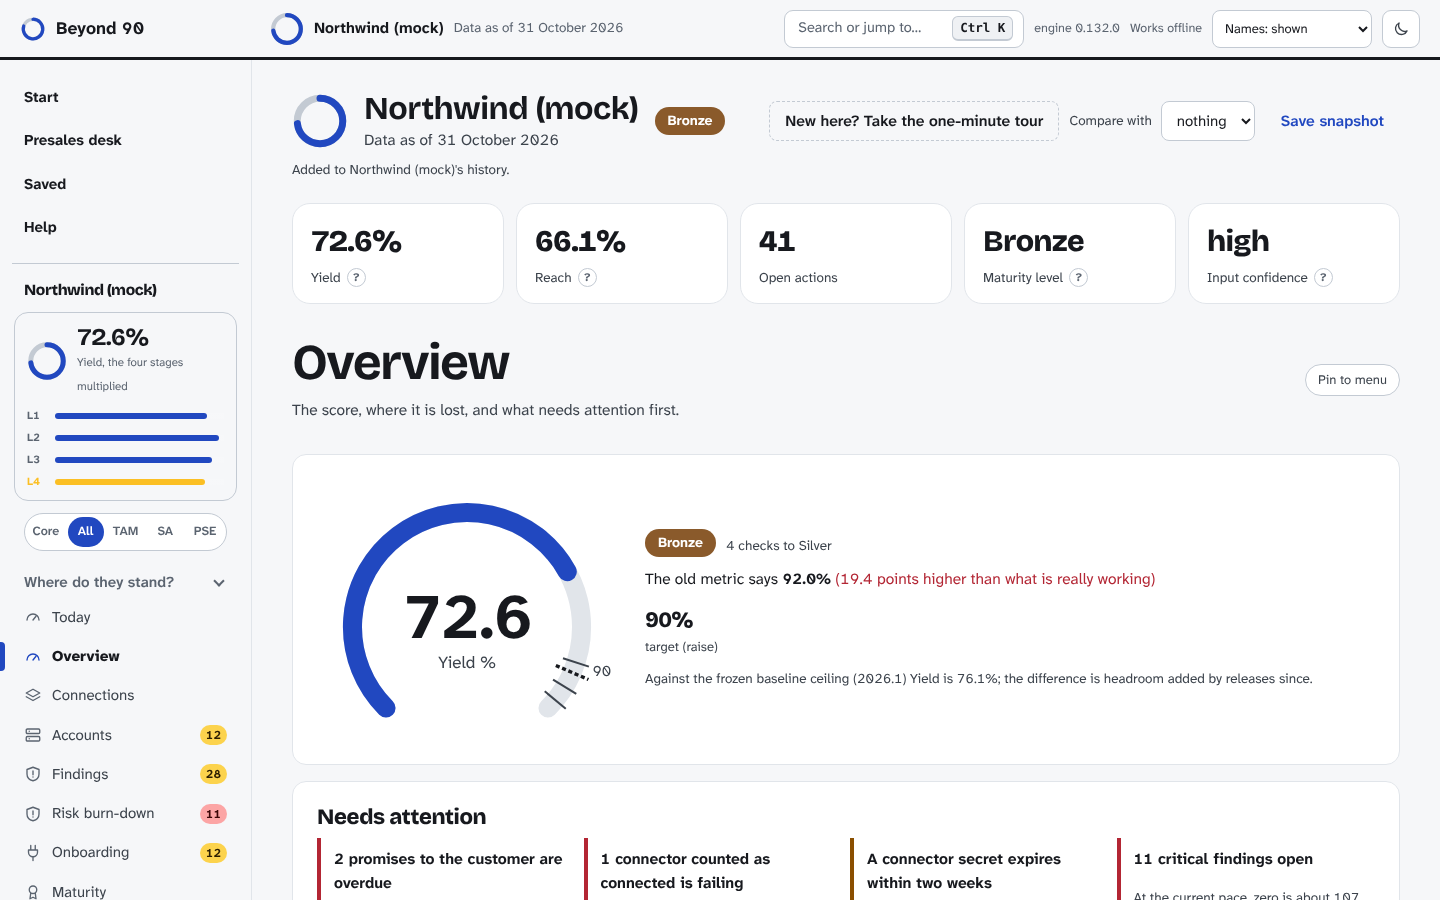 Beyond 90
Northwind (mock) Data as of 31 October 2026
Search or jump to... Ctrl K
engine 0.132.0 Works offline
Names: shown
Start
Presales desk
Saved
Help
Northwind (mock)
72.6%
Yield, the four stages
multiplied
L1
L2
L3
L4
Core All TAM SA PSE
Where do they stand?
Today
Overview
Connections
Accounts 12
Findings 28
Risk burn-down 11
Onboarding 12
Maturity
Northwind (mock)
Data as of 31 October 2026
Bronze
New here? Take the one-minute tour
Compare with nothing
Save snapshot
Added to Northwind (mock)'s history.
72.6%
Yield ?
66.1%
Reach ?
41
Open actions
Bronze
Maturity level ?
high
Input confidence ?
Overview
Pin to menu
The score, where it is lost, and what needs attention first.
72.6
Yield %
90
Bronze 4 checks to Silver
The old metric says 92.0% (19.4 points higher than what is really working)
90%
target (raise)
Against the frozen baseline ceiling (2026.1) Yield is 76.1%; the difference is headroom added by releases since.
Needs attention
2 promises to the customer are
overdue
1 connector counted as
connected is failing
A connector secret expires
within two weeks
11 critical findings open
At the current pace, zero is about 107